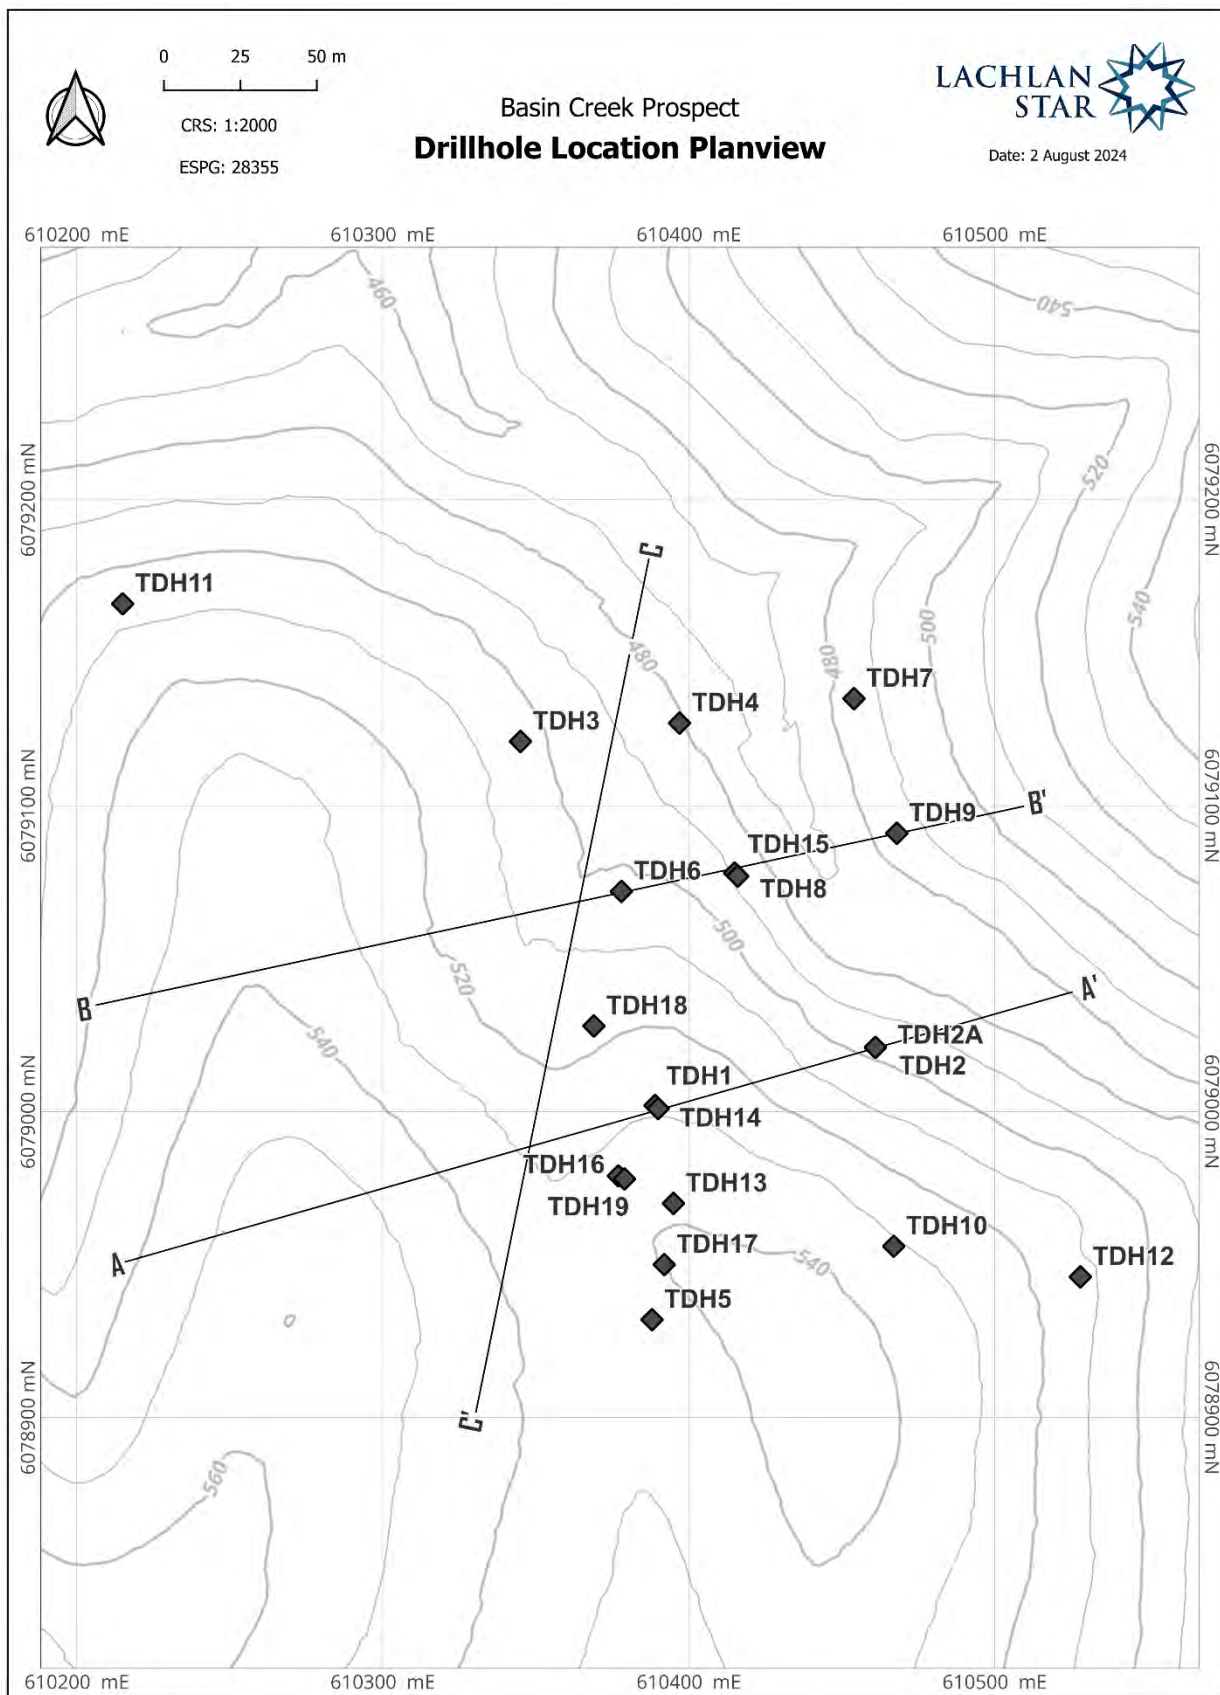 0 25 50 m
CRS: 1:2000
ESPG: 28355
Basin Creek Prospect
Drillhole Location Planview
LACHLAN
STAR
Date: 2 August 2024
610200 mE 610300 mE 610400 mE 610500 mE
460
540
520
6079200 mN
6079200 mN
C
TDH11
540
500
480
480
TDH7
TDH4
TDH3
6079100 mN
6079100 mN
B'
TDH9
TDH15
TDH6
TDH8
500
520
B
A'
TDH18
540
TDH2A
TDH2
TDH1
TDH14
6079000 mN
6079000 mN
TDH16
TDH13
TDH19
TDH10
TDH17
540
TDH12
A
TDH5
6078900 mN
6078900 mN
C'
560
610200 mE 610300 mE 610400 mE 610500 mE